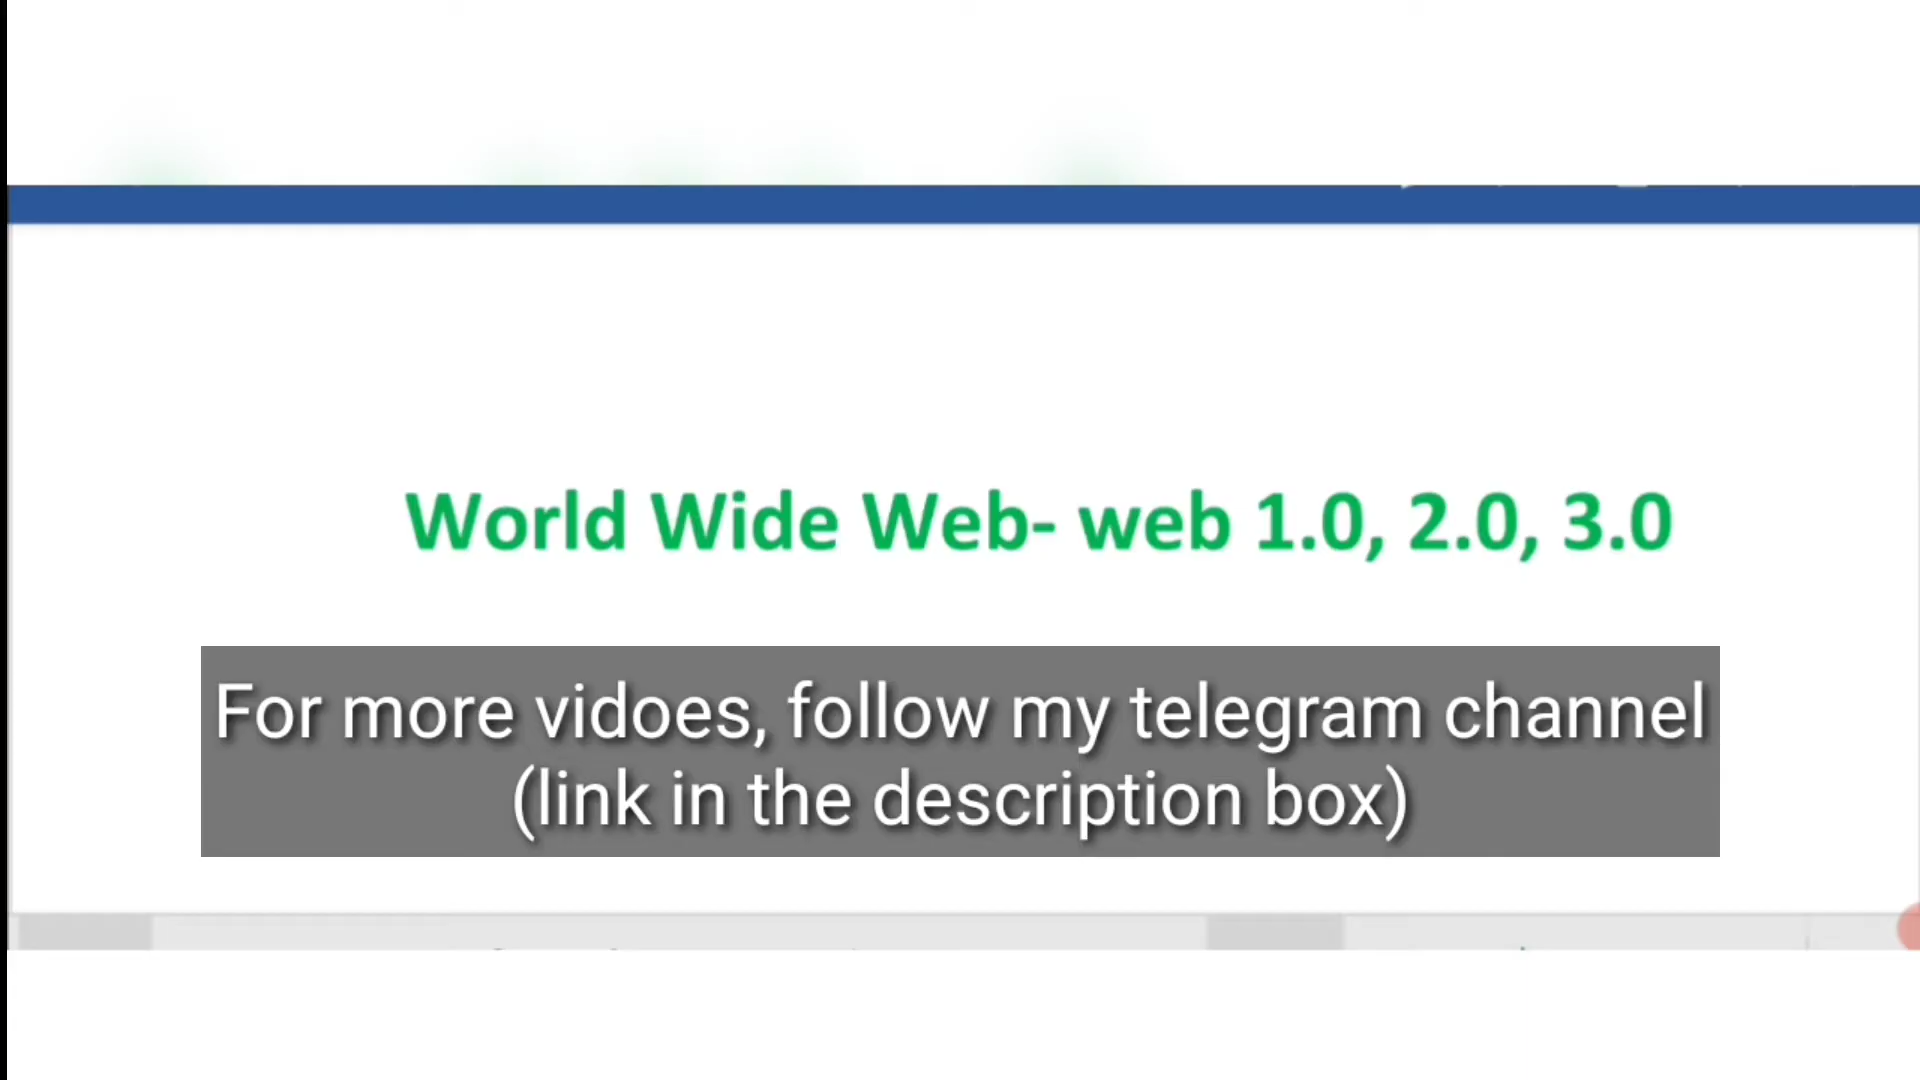 World Wide Web- web 1.0, 2.0, 3.0
For more vidoes, follow my telegram channel
(link in the description box)